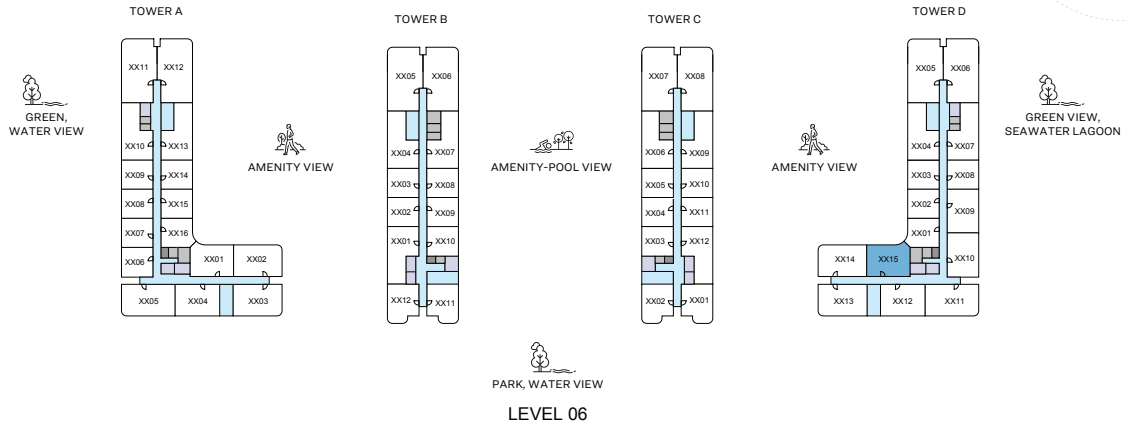 TOWER A
TOWER B
TOWER C
TOWER D
XX11 XX12
XX10 XX13
XX09 XX14
XX08 XX15
XX07 XX16
XX06 XX01 XX02
XX05 XX04 XX03
XX05 XX06
XX04 XX07
XX03 XX08
XX02 XX09
XX01 XX10
XX12 XX11
XX07 XX08
XX06 XX09
XX05 XX10
XX04 XX11
XX03 XX12
XX02 XX01
XX05 XX06
XX04 XX07
XX03 XX08
XX02 XX09
XX01
XX14 XX15 XX10
XX13 XX12 XX11
GREEN,
WATER VIEW
AMENITY VIEW
AMENITY-POOL VIEW
AMENITY VIEW
GREEN VIEW,
SEAWATER LAGOON
PARK, WATER VIEW
LEVEL 06